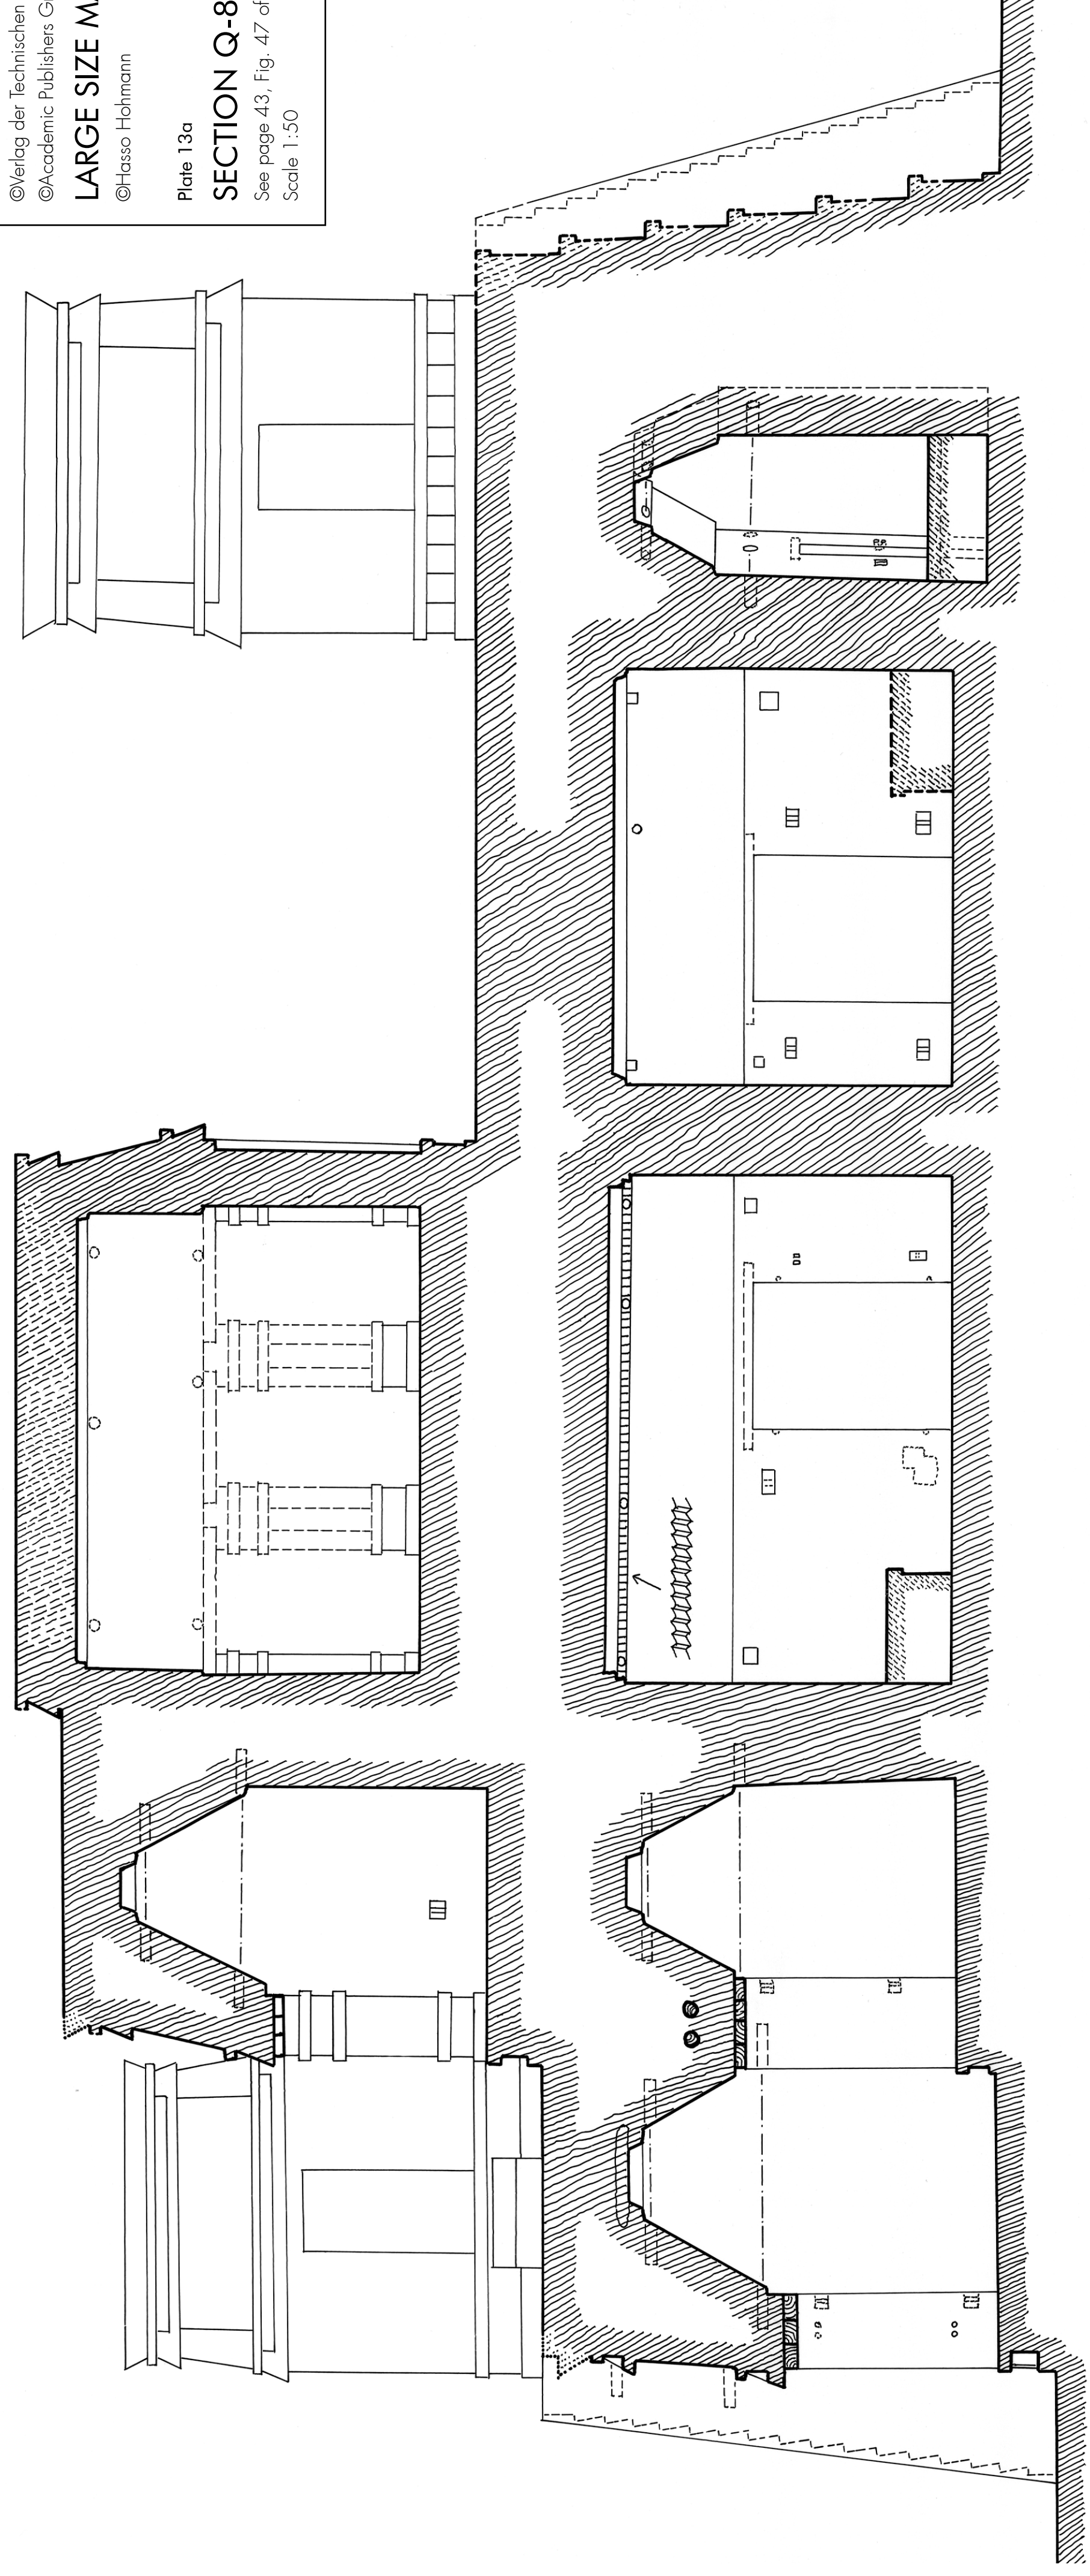 ©Verlag der Technischen
©Academic Publishers
LARGE SIZE
©Hasso Hohmann
Plate 13a
SECTION Q-8
See page 43, Fig. 47 of
Scale 1:50